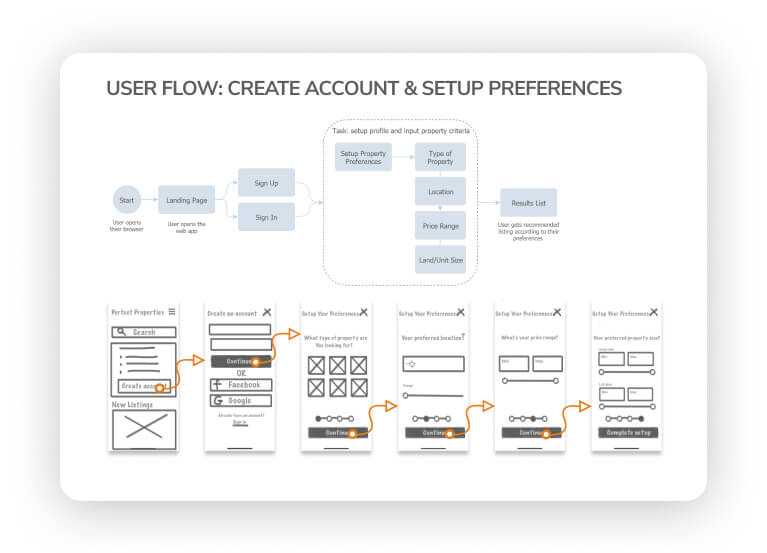 USER FLOW: CREATE ACCOUNT & SETUP PREFERENCES
Task: setup profile and input property criteria
Setup Property
Preferences
Type of
Property
Sign Up
Location
Start
Landing Page
Results List
Sign In
Price Range
User opens
their browser
User opens the
web app
User gets recommended
listing according to their
preferences
Land/Unit Size
Perfect Properties
Search
Create account
New Listings
Create an account
Continue
OR
Facebook
Google
Already have an account?
Sign in
Setup Your Preferences
What type of property are
You looking for?
Continue
Setup Your Preferences
Your preferred location?
Range
Continue
Setup Your Preferences
What's your price range?
Min
Max
Continue
Setup Your Preferences
Your preferred property size?
Min
Max
Min
Max
Complete setup